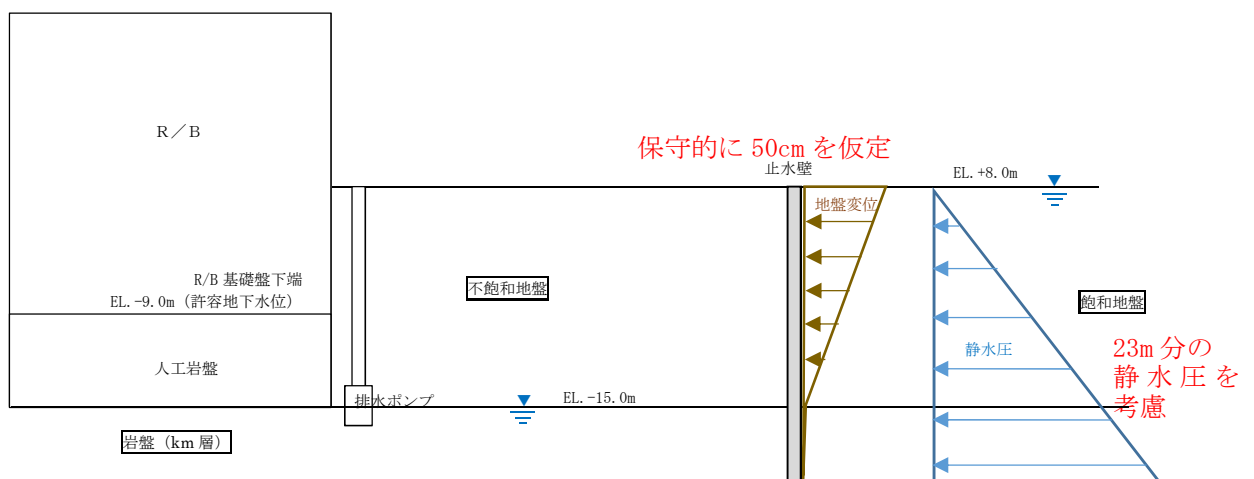 R/B
保守的に 50cm を仮定
止水壁
EL.+8.0m
地盤変位
R/B 基礎盤下端
EL.-9.0m（許容地下水位）
不飽和地盤
飽和地盤
静水圧
23m 分の
静水圧を
考慮
人工岩盤
排水ポンプ
EL.-15.0m
岩盤（km 層）